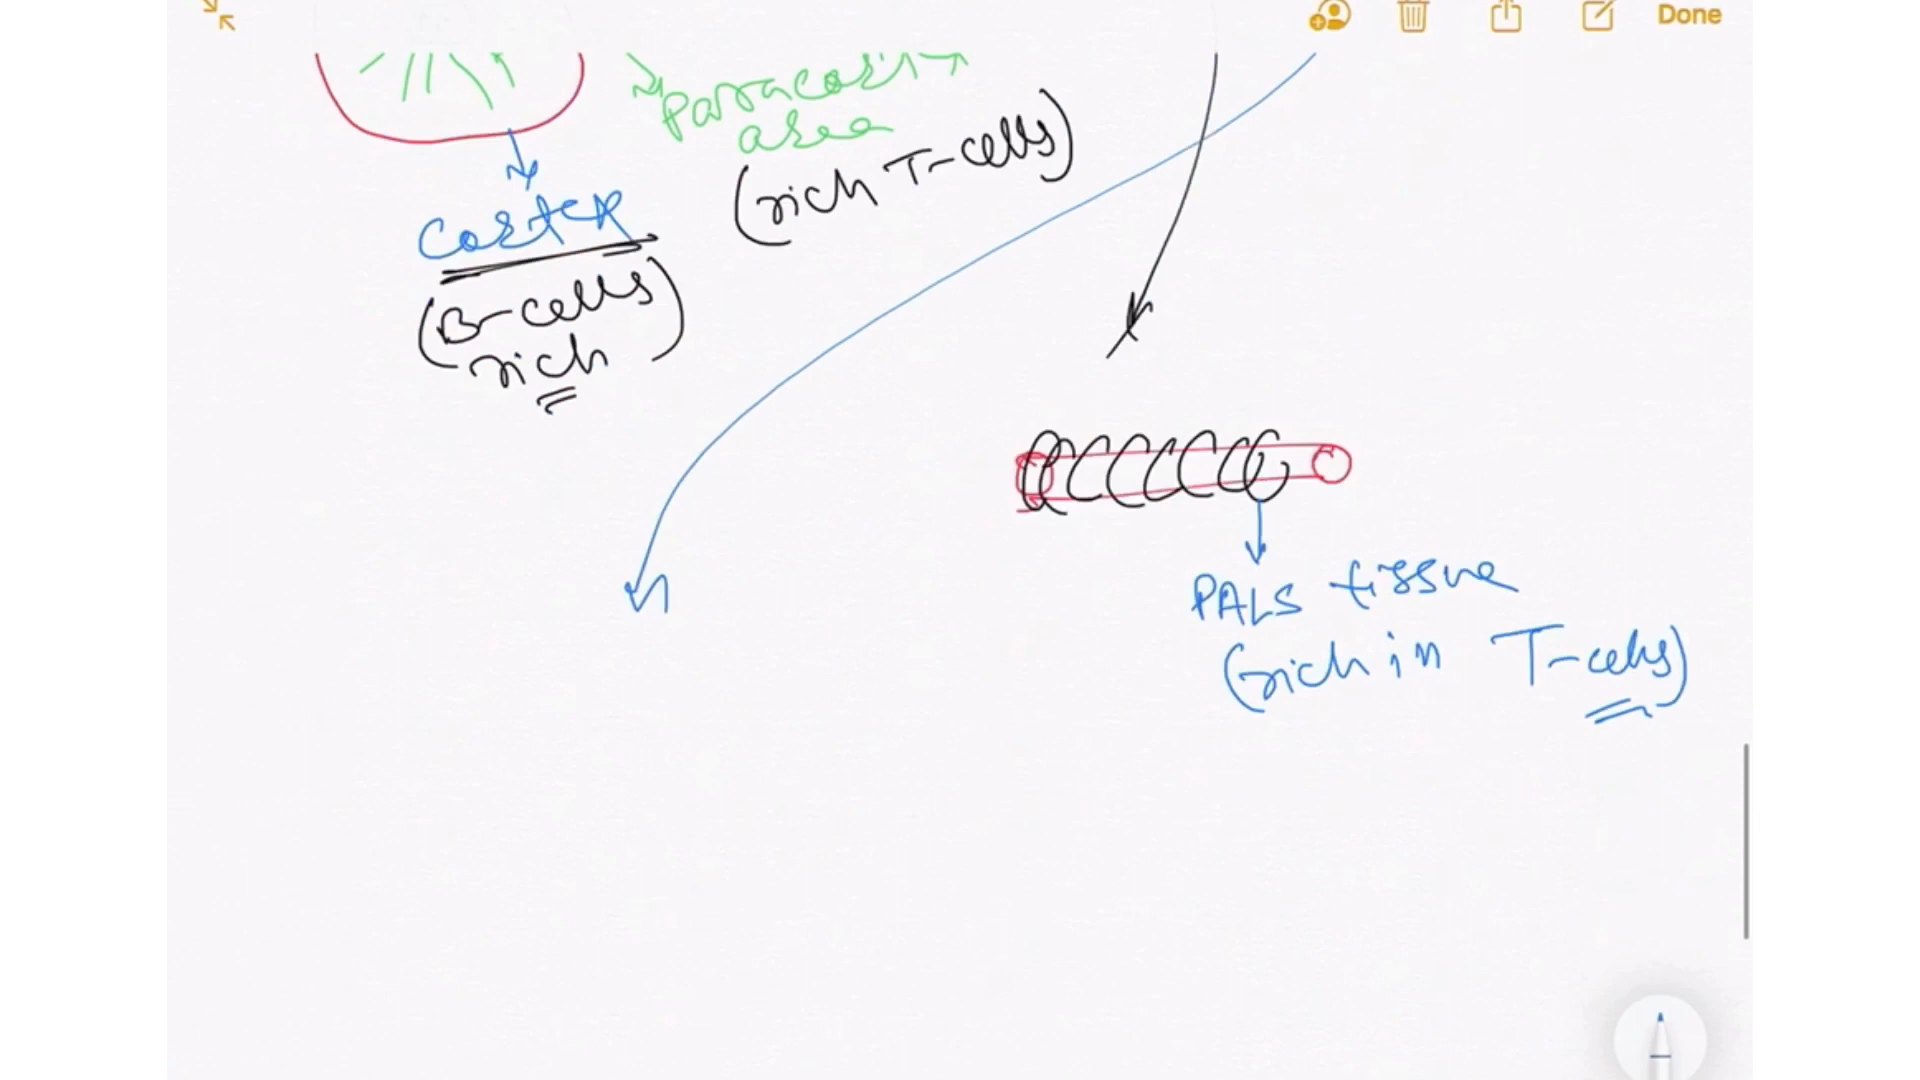 Done
Paracortex
area
(rich T-cells)
Cortex
(B-cells
rich)
PALS tissue
(rich in T-cells)